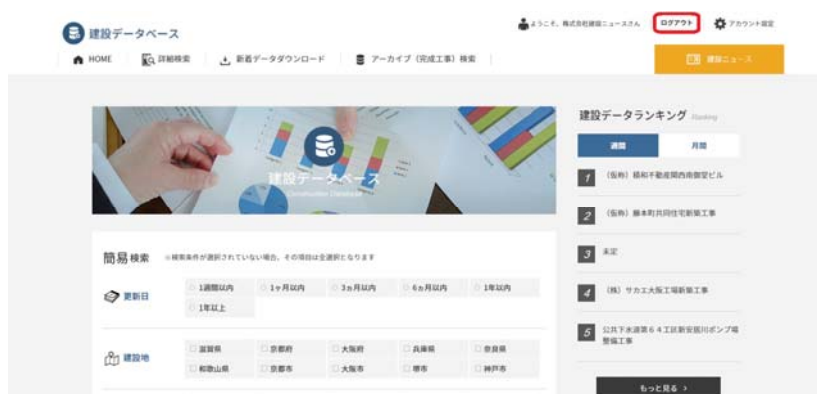 建設データベース
ようこそ、株式会社建設ニュースさん
ログアウト
アカウント設定
HOME
詳細検索
新着データダウンロード
アーカイブ（完成工事）検索
建設ニュース
建設データベース
Construction Database
建設データランキング Ranking
週間
月間
1 （仮称）積和不動産関西南御堂ビル
2 （仮称）藤本町共同住宅新築工事
3 未定
4 （株）サカエ大阪工場新築工事
5 公共下水道第６４工区新安居川ポンプ場
整備工事
もっと見る
簡易検索 ※検索条件が選択されていない場合、その項目は全選択となります
更新日
1週間以内 1ヶ月以内 3ヵ月以内 6ヵ月以内 1年以内
1年以上
建設地
滋賀県 京都府 大阪府 兵庫県 奈良県
和歌山県 京都市 大阪市 堺市 神戸市